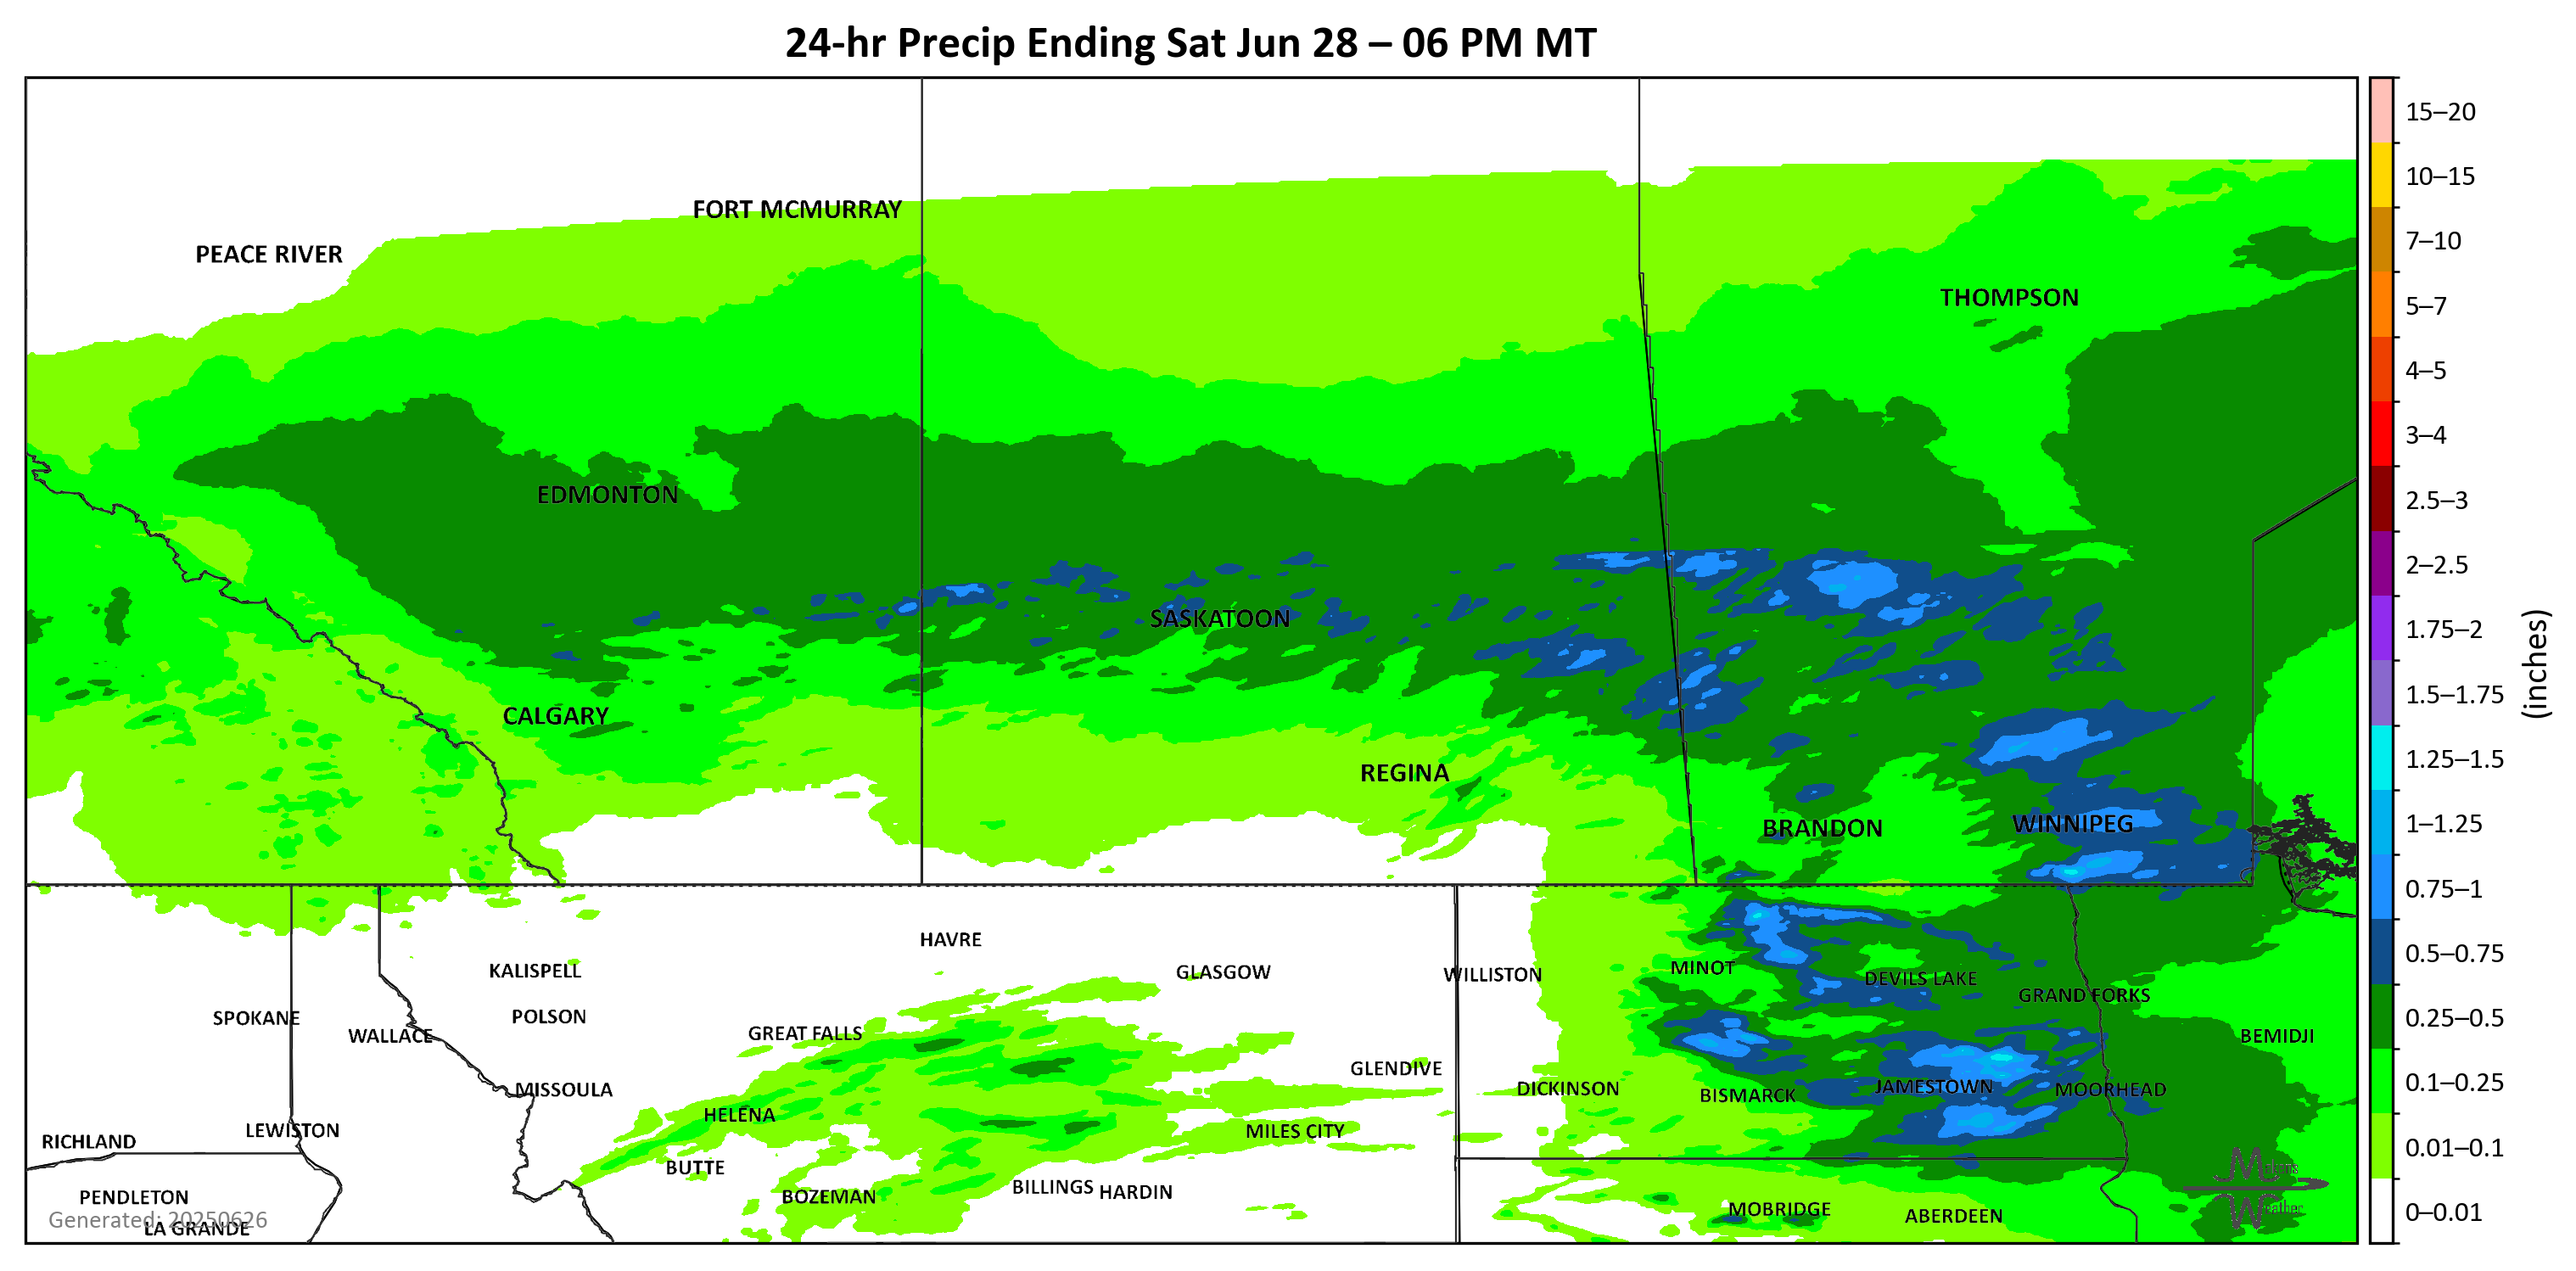 24-hr Precip Ending Sat Jun 28 – 06 PM MT
FORT MCMURRAY
PEACE RIVER
THOMPSON
EDMONTON
SASKATOON
CALGARY
REGINA
BRANDON
WINNIPEG
HAVRE
KALISPELL
GLASGOW
WILLISTON
MINOT
DEVILS LAKE
GRAND FORKS
SPOKANE
POLSON
WALLACE
GREAT FALLS
BEMIDJI
GLENDIVE
MISSOULA
DICKINSON
BISMARCK
JAMESTOWN
MOORHEAD
HELENA
RICHLAND
LEWISTON
MILES CITY
BUTTE
PENDLETON
BOZEMAN
BILLINGS
HARDIN
MOBRIDGE
ABERDEEN
Generated: 20250626
LA GRANDE
Weather
15–20
10–15
7–10
5–7
4–5
3–4
2.5–3
2–2.5
1.75–2
1.5–1.75
1.25–1.5
1–1.25
0.75–1
0.5–0.75
0.25–0.5
0.1–0.25
0.01–0.1
0–0.01
(inches)